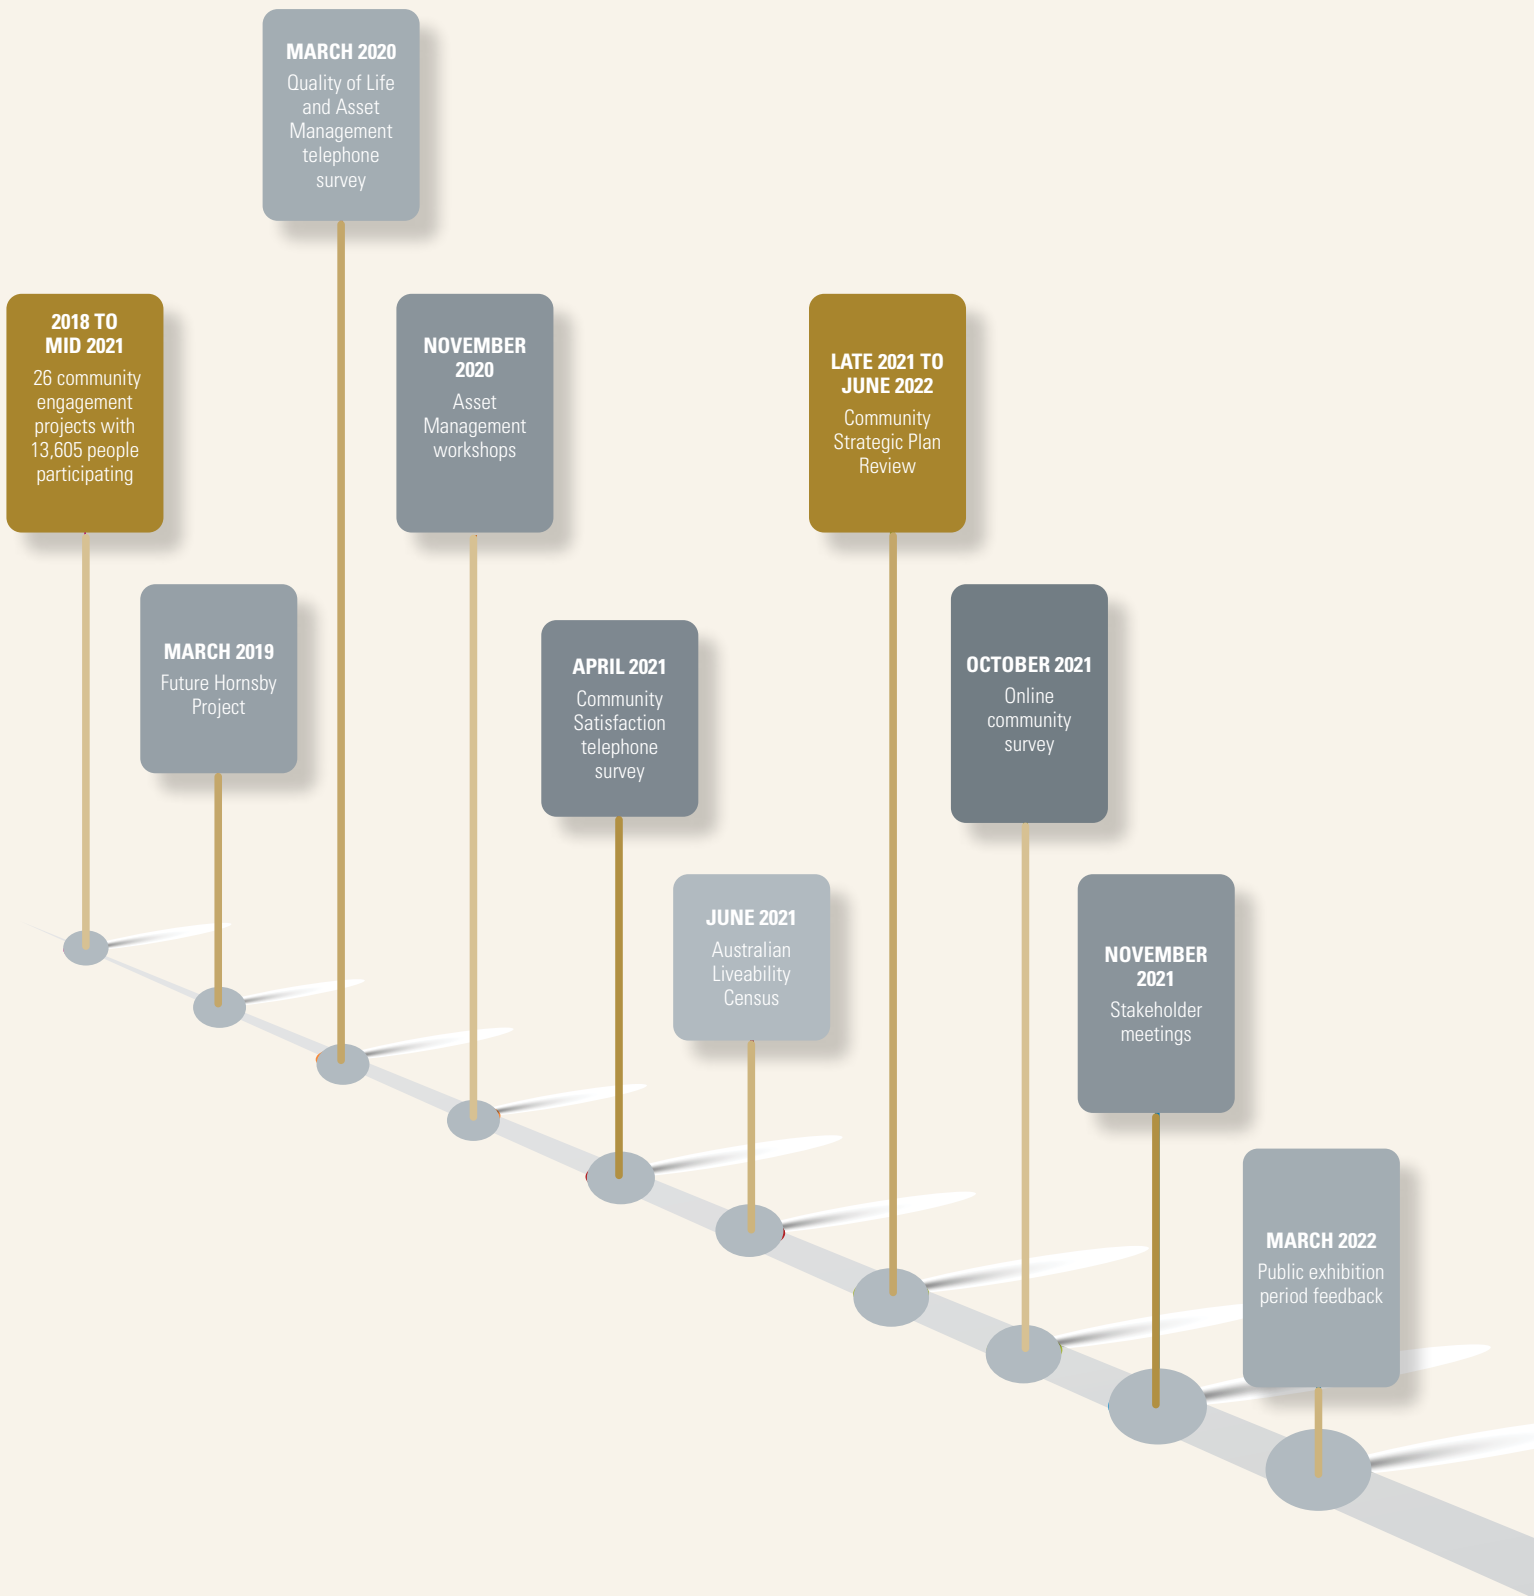 2018 TO
MID 2021
26 community
engagement
projects with
13,605 people
participating
MARCH 2019
Future Hornsby
Project
MARCH 2020
Quality of Life
and Asset
Management
telephone
survey
NOVEMBER
2020
Asset
Management
workshops
APRIL 2021
Community
Satisfaction
telephone
survey
JUNE 2021
Australian
Liveability
Census
LATE 2021 TO
JUNE 2022
Community
Strategic Plan
Review
OCTOBER 2021
Online
community
survey
NOVEMBER
2021
Stakeholder
meetings
MARCH 2022
Public exhibition
period feedback